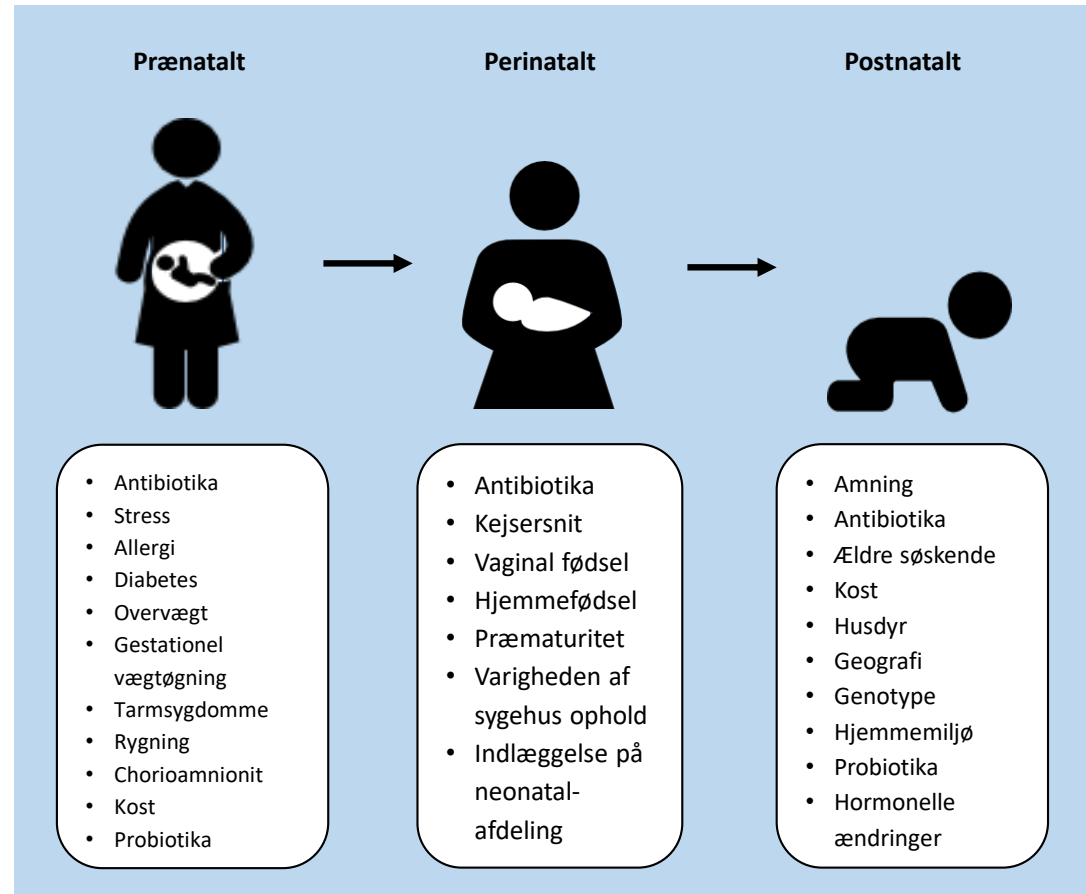 Prænatalt
Perinatalt
Postnatalt
• Antibiotika
• Stress
• Allergi
• Diabetes
• Overvægt
• Gestationel
vægtøgning
• Tarmsygdomme
• Rygning
• Chorioamnionit
• Kost
• Probiotika
• Antibiotika
• Kejsersnit
• Vaginal fødsel
• Hjemmefødsel
• Præmaturitet
• Varigheden af
sygehus ophold
• Indlæggelse på
neonatal-
afdeling
• Amning
• Antibiotika
• Ældre søskende
• Kost
• Husdyr
• Geografi
• Genotype
• Hjemmemiljø
• Probiotika
• Hormonelle
ændringer